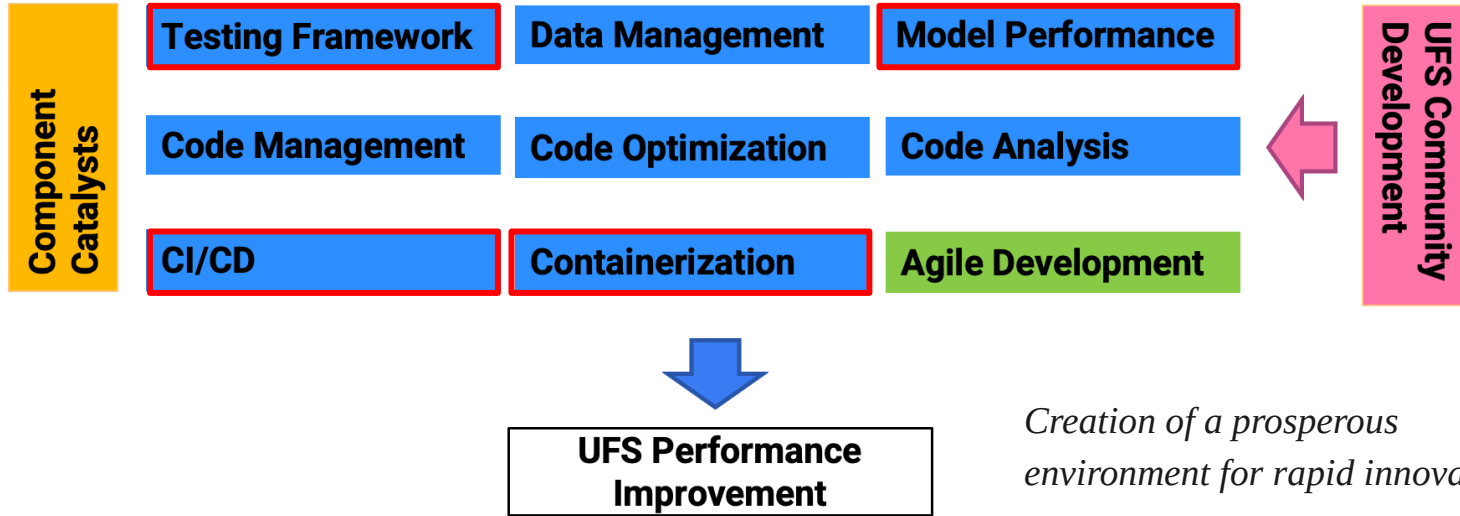 Component
Catalysts
Testing Framework
Data Management
Model Performance
Code Management
Code Optimization
Code Analysis
CI/CD
Containerization
Agile Development
UFS Community
Development
UFS Performance
Improvement
Creation of a prosperous
environment for rapid